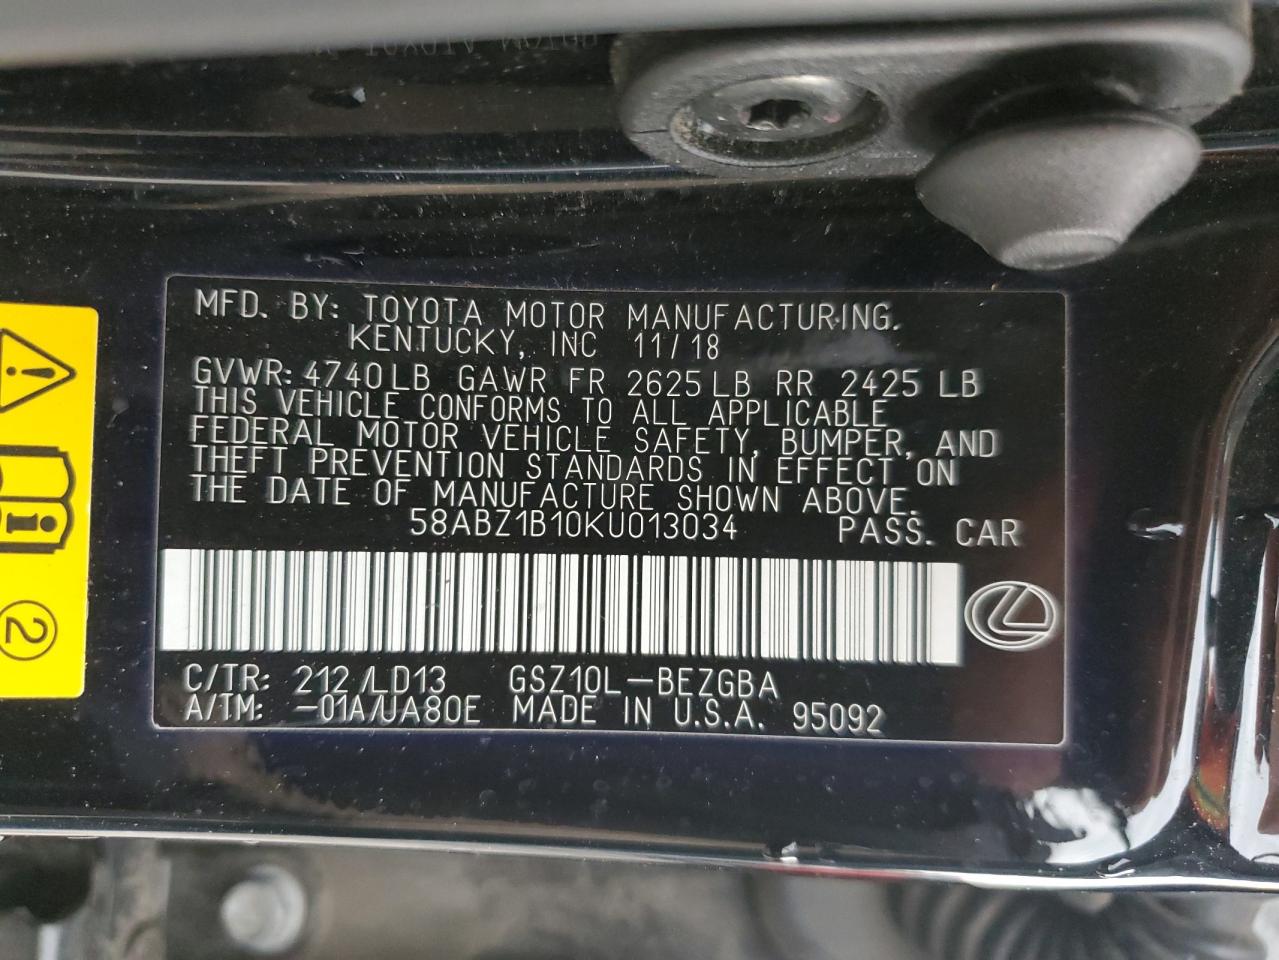 MFD. BY: TOYOTA MOTOR MANUFACTURING,
KENTUCKY, INC 11/18
GVWR: 4740LB GAWR FR 2625LB RR 2425 LB
THIS VEHICLE CONFORMS TO ALL APPLICABLE
FEDERAL MOTOR VEHICLE SAFETY, BUMPER, AND
THEFT PREVENTION STANDARDS IN EFFECT ON
THE DATE OF MANUFACTURE SHOWN ABOVE.
58ABZ1B10KU013034 PASS. CAR
C/TR: 212/LD13 GSZ10L-BEZGBA
A/TM: -01A/UA80E MADE IN U.S.A. 95092
2